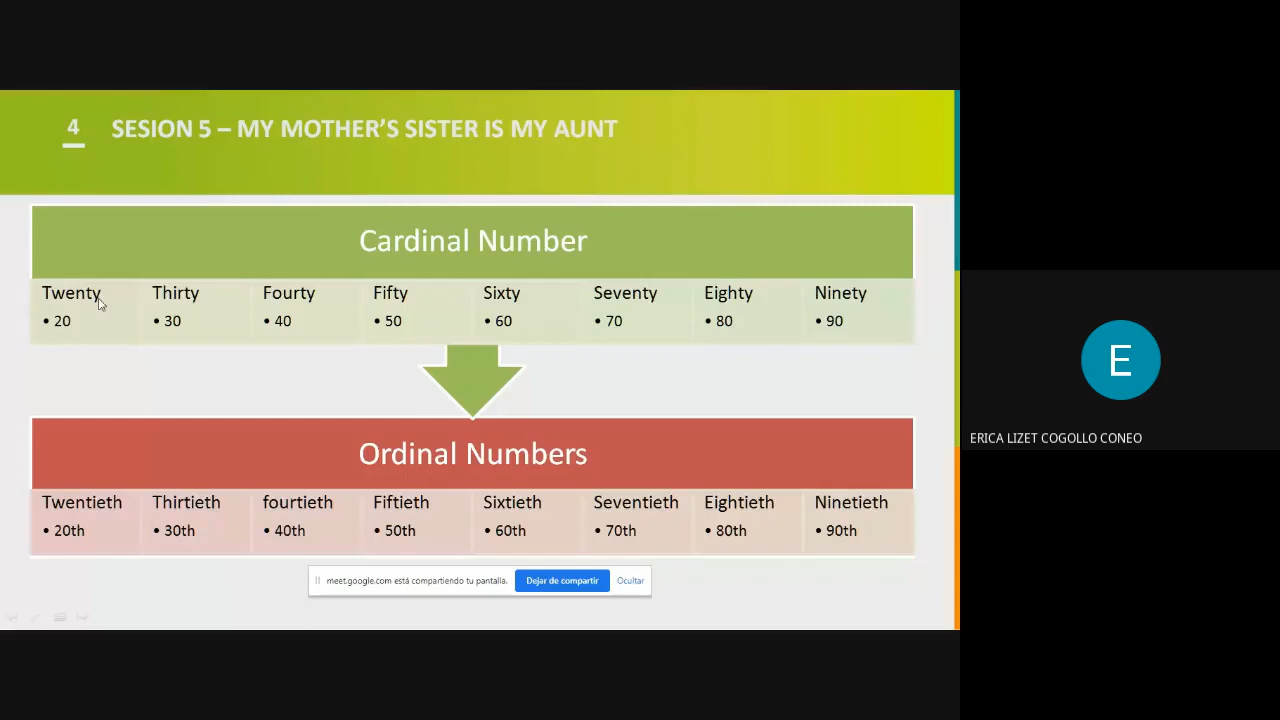 4 SESION 5 – MY MOTHER'S SISTER IS MY AUNT
Cardinal Number
Twenty Thirty Fourty Fifty Sixty Seventy Eighty Ninety
• 20 • 30 • 40 • 50 • 60 • 70 • 80 • 90
Ordinal Numbers
Twentieth Thirtieth fourtieth Fiftieth Sixtieth Seventieth Eightieth Ninetieth
• 20th • 30th • 40th • 50th • 60th • 70th • 80th • 90th
meet.google.com está compartiendo tu pantalla. Dejar de compartir Ocultar
E
ERICA LIZET COGOLLO CONEO